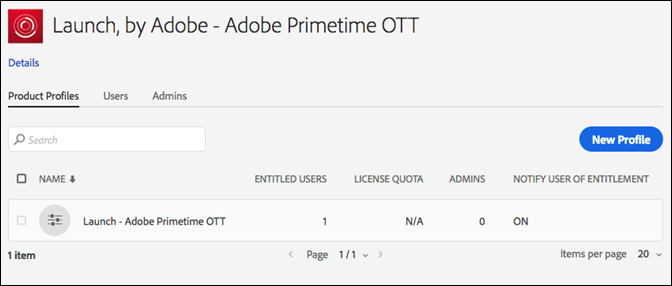 Launch, by Adobe - Adobe Primetime OTT
Details
Product Profiles Users Admins
Search New Profile
NAME ENTITLED USERS LICENSE QUOTA ADMINS NOTIFY USER OF ENTITLEMENT
Launch - Adobe Primetime OTT 1 N/A 0 ON
1 item Page 1 / 1 Items per page 20